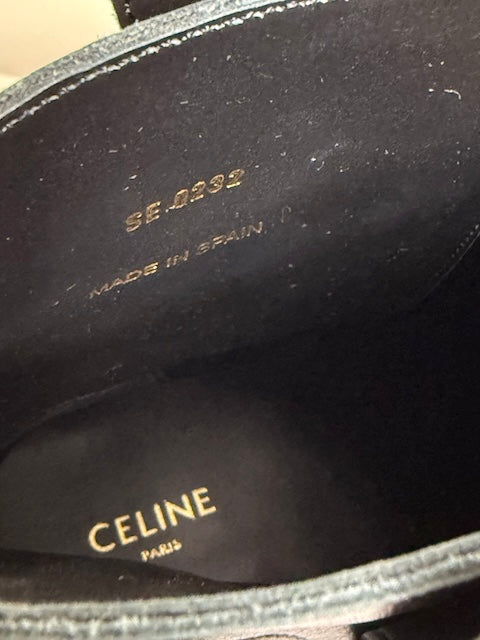 SE.0232
MADE IN SPAIN
CELINE
PARIS